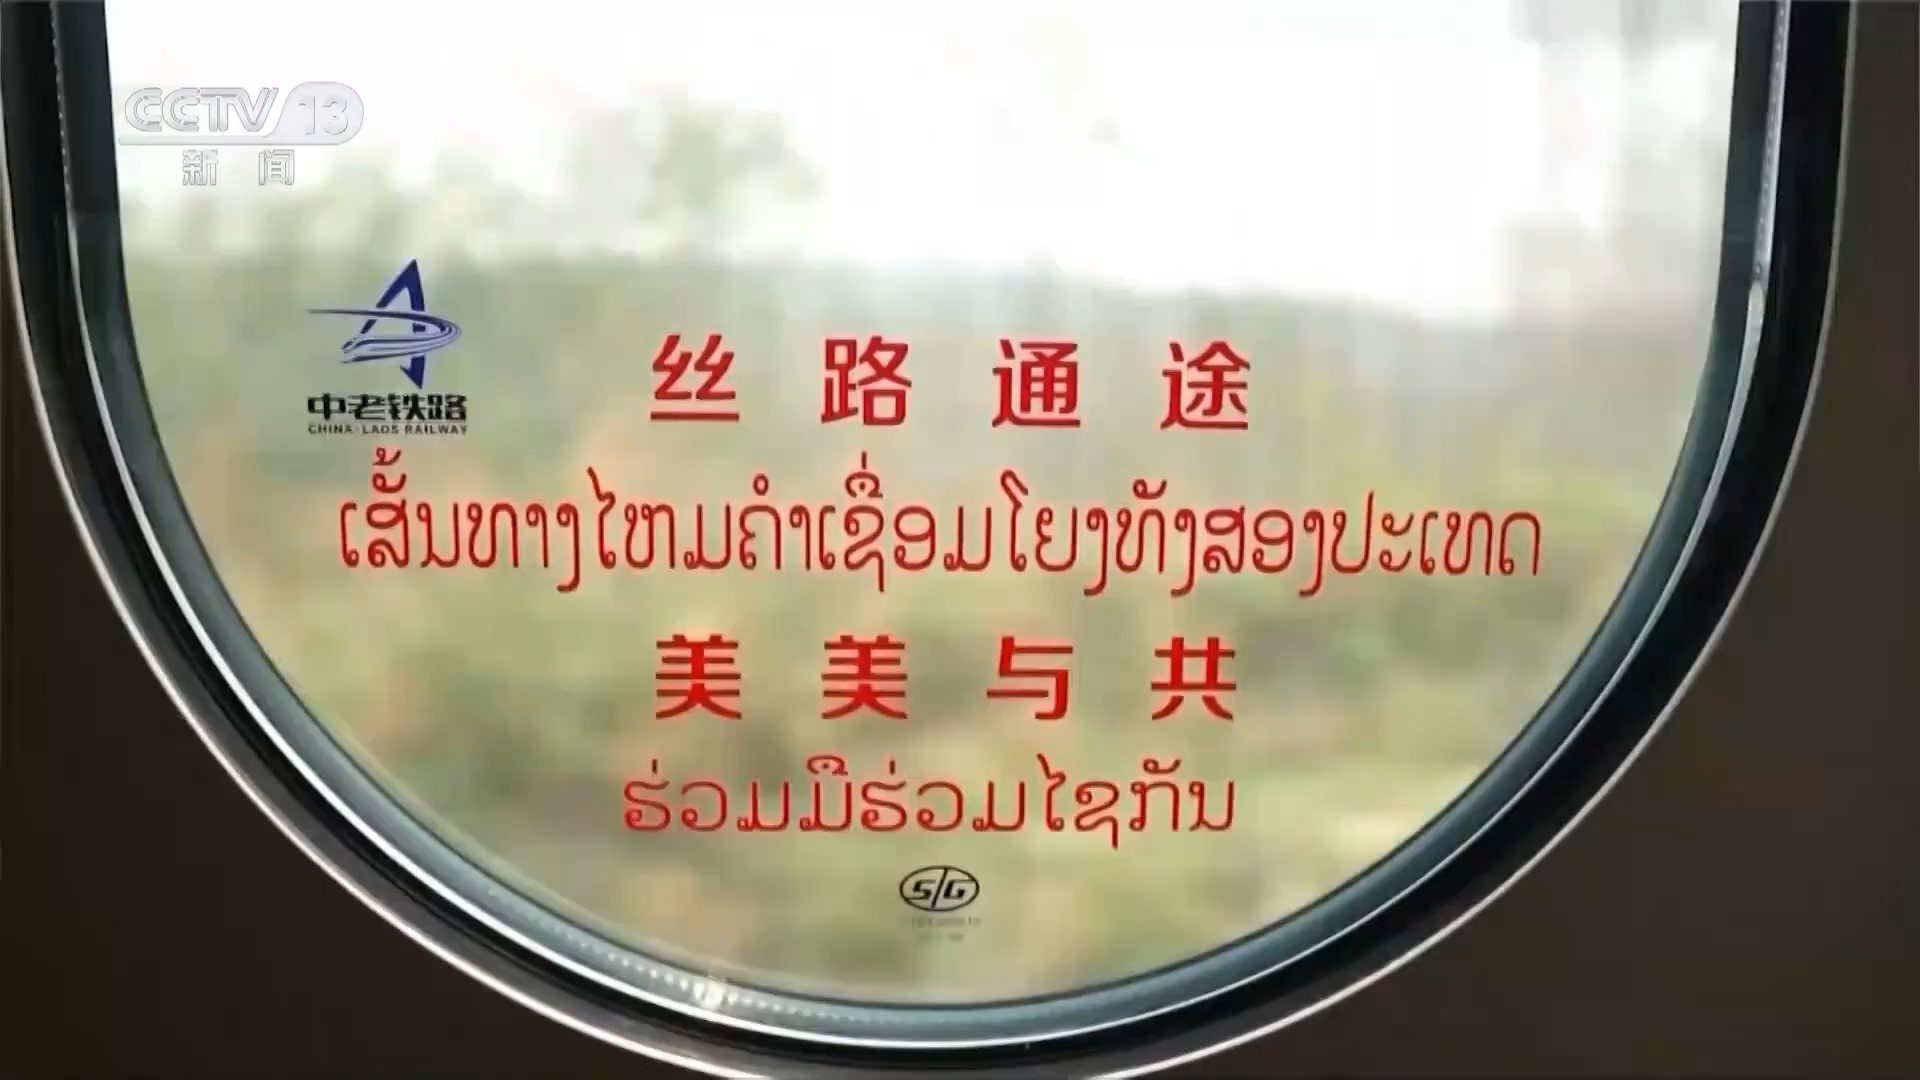 CCTV 13
新闻
中老铁路
CHINA-LAOS RAILWAY
丝路通途
ເສັ້ນທາງໄຫມຄຳເຊື່ອມໂຍງທັງສອງປະເທດ
美美与共
ຮ່ວມມືຮ່ວມໄຊກັນ
S/G